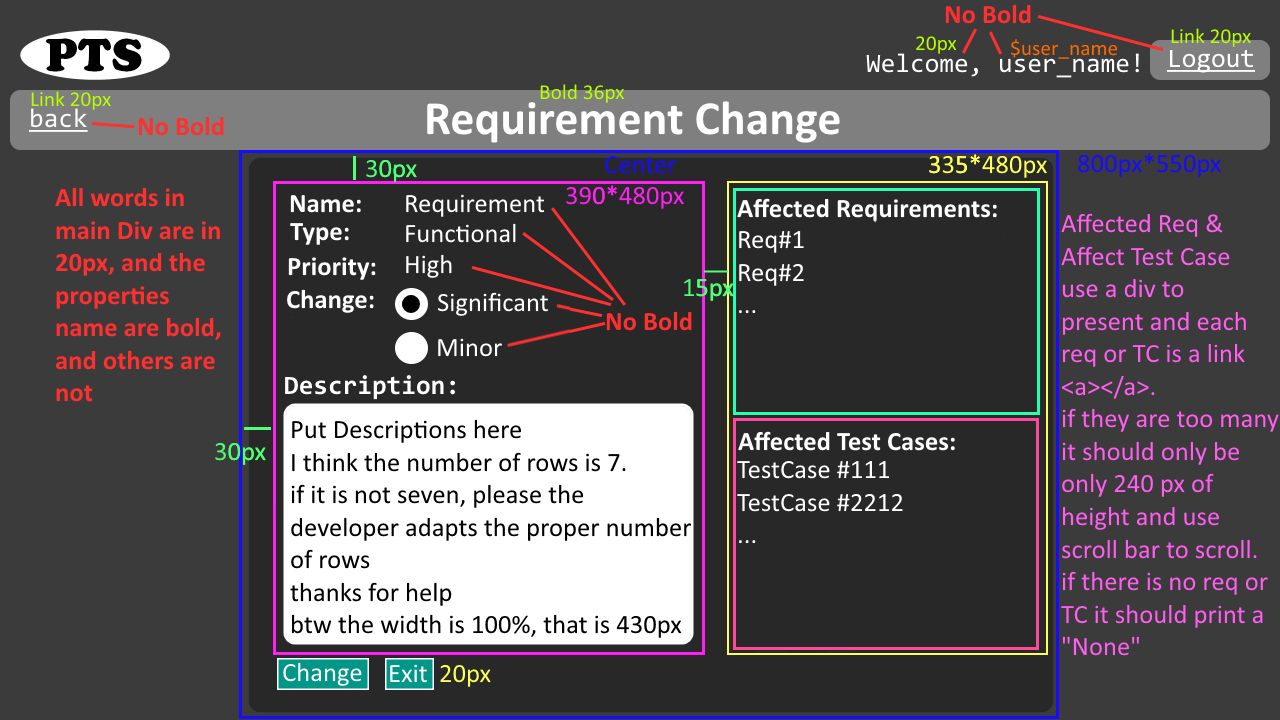 No Bold
PTS
20px
$user_name
Link 20px
Welcome, user_name!
Logout
Link 20px
back
No Bold
Bold 36px
Requirement Change
30px
Center
335*480px
800px*550px
390*480px
All words in
main Div are in
20px, and the
properties
name are bold,
and others are
not
Name: Requirement
Type: Functional
Priority: High
Change: Significant
Minor
No Bold
Description:
Put Descriptions here
I think the number of rows is 7.
if it is not seven, please the
developer adapts the proper number
of rows
thanks for help
btw the width is 100%, that is 430px
30px
Change
Exit
20px
15px
Affected Requirements:
Req#1
Req#2
...
Affected Test Cases:
TestCase #111
TestCase #2212
...
Affected Req &
Affect Test Case
use a div to
present and each
req or TC is a link
<a></a>.
if they are too many
it should only be
only 240 px of
height and use
scroll bar to scroll.
if there is no req or
TC it should print a
"None"